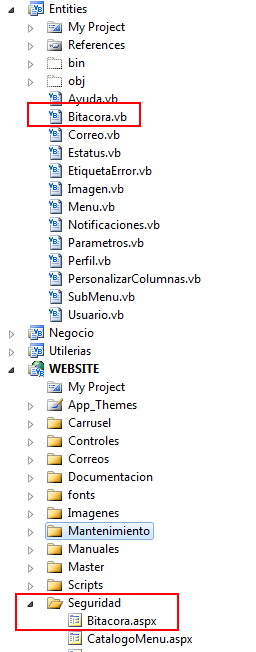 Entities
My Project
References
bin
obj
Ayuda.vb
Bitacora.vb
Correo.vb
Estatus.vb
EtiquetaError.vb
Imagen.vb
Menu.vb
Notificaciones.vb
Parametros.vb
Perfil.vb
PersonalizarColumnas.vb
SubMenu.vb
Usuario.vb
Negocio
Utilerias
WEBSITE
My Project
App_Themes
Carrusel
Controles
Correos
Documentacion
fonts
Imagenes
Mantenimiento
Manuales
Master
Scripts
Seguridad
Bitacora.aspx
CatalogoMenu.aspx